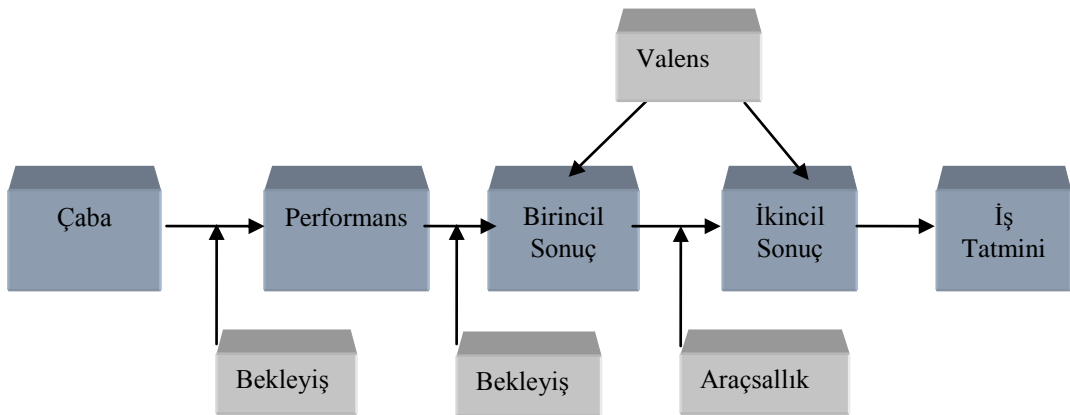 Valens
Çaba
Performans
Birincil
Sonuç
İkincil
Sonuç
İş
Tatmini
Bekleyiş
Bekleyiş
Araçsallık